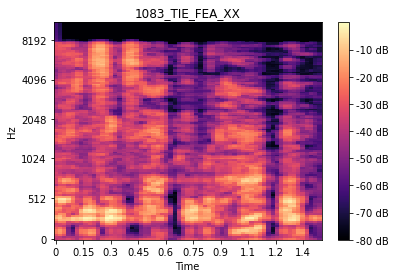 1083_TIE_FEA_XX
8192
4096
2048
1024
512
0
Hz
0 0.15 0.3 0.45 0.6 0.75 0.9 1 1.2 1.4
Time
-10 dB
-20 dB
-30 dB
-40 dB
-50 dB
-60 dB
-70 dB
-80 dB